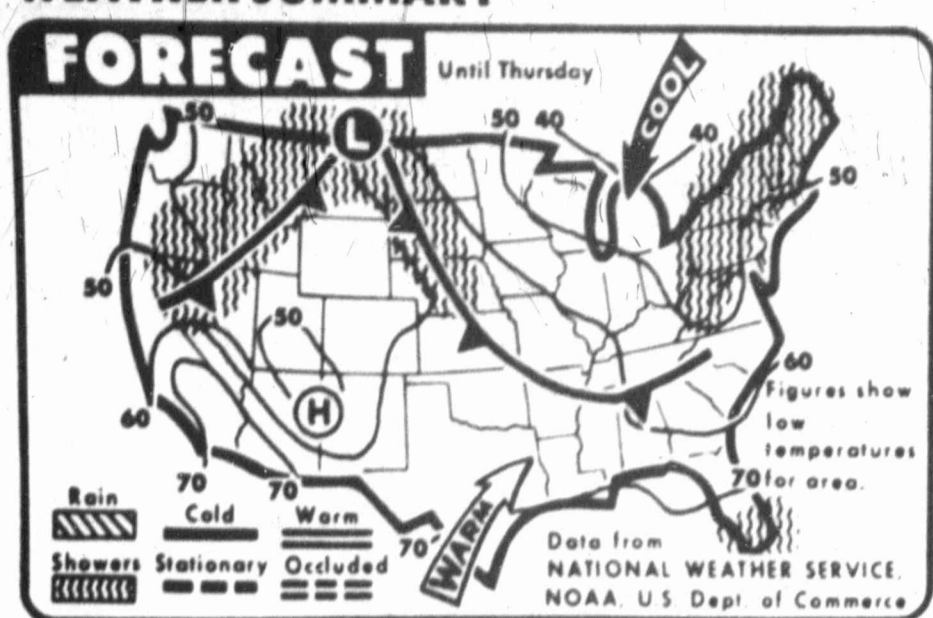 WEATHER SUMMARY
FORECAST
Until Thursday
COOL
50
L
50 40
40
50
50
50
H
60
60
Figures show
low
temperatures
for area.
70
70
70
70
WARM
Rain
Cold
Warm
Showers
Stationary
Occluded
Data from
NATIONAL WEATHER SERVICE,
NOAA, U.S. Dept. of Commerce